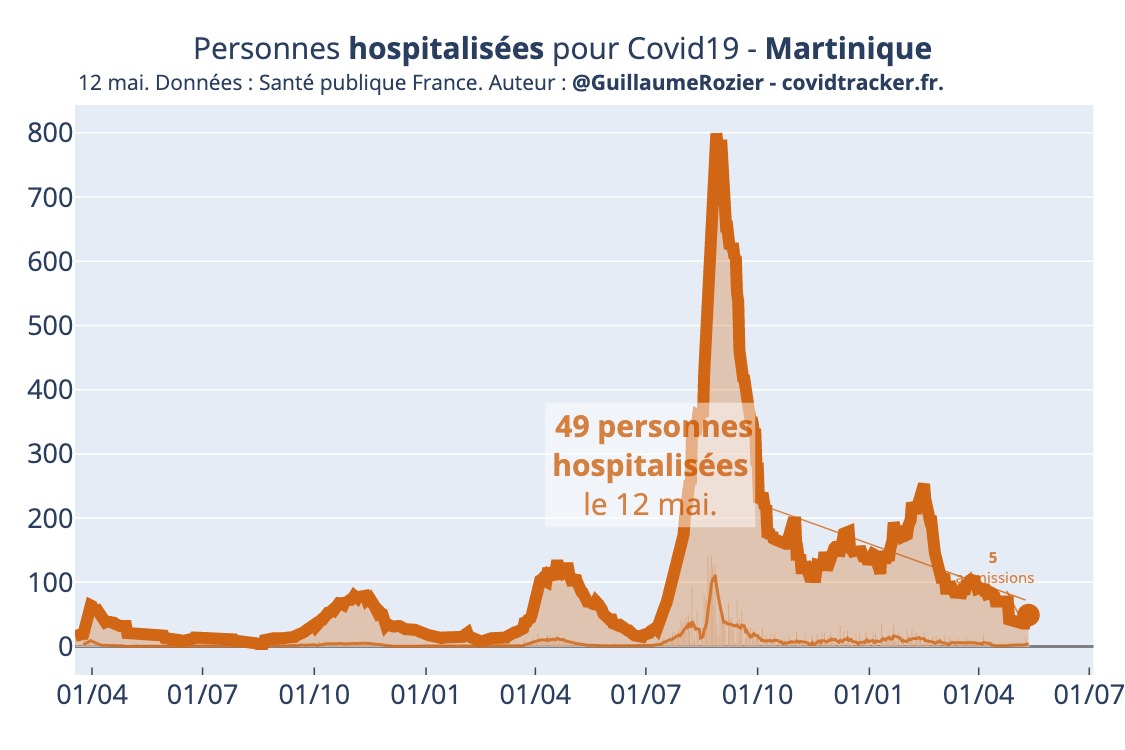 Personnes hospitalisées pour Covid19 - Martinique
12 mai. Données : Santé publique France. Auteur : @GuillaumeRozier - covidtracker.fr.
800
700
600
500
400
300
200
100
0
49 personnes
hospitalisées
le 12 mai.
5
admissions
01/04 01/07 01/10 01/01 01/04 01/07 01/10 01/01 01/04 01/07